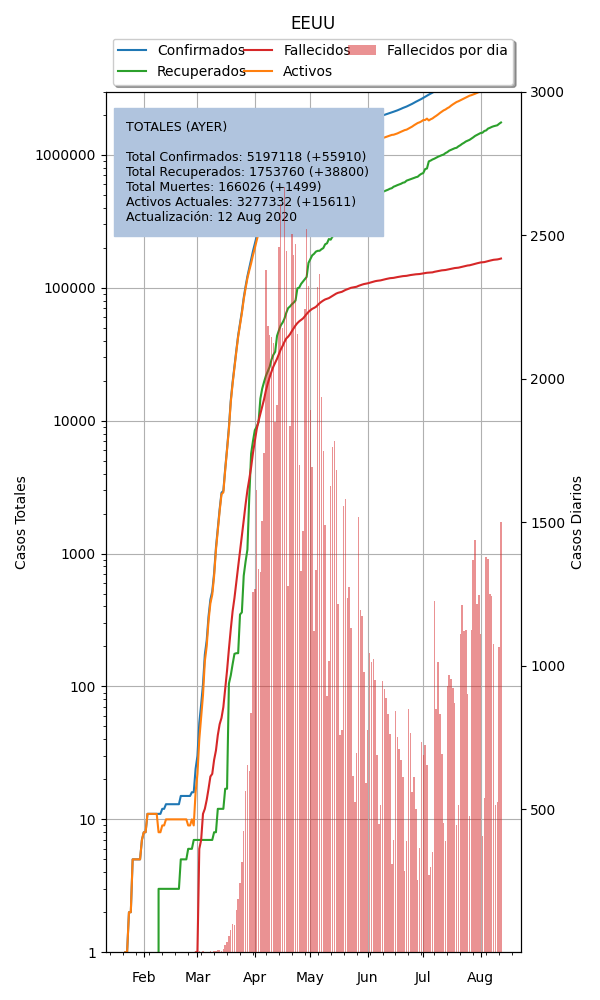 EEUU
Confirmados Fallecidos Fallecidos por dia
Recuperados Activos
TOTALES (AYER)
Total Confirmados: 5197118 (+55910)
Total Recuperados: 1753760 (+38800)
Total Muertes: 166026 (+1499)
Activos Actuales: 3277332 (+15611)
Actualización: 12 Aug 2020
Casos Totales
1000000
100000
10000
1000
100
10
1
Feb Mar Apr May Jun Jul Aug
3000
2500
2000
1500
1000
500
Casos Diarios